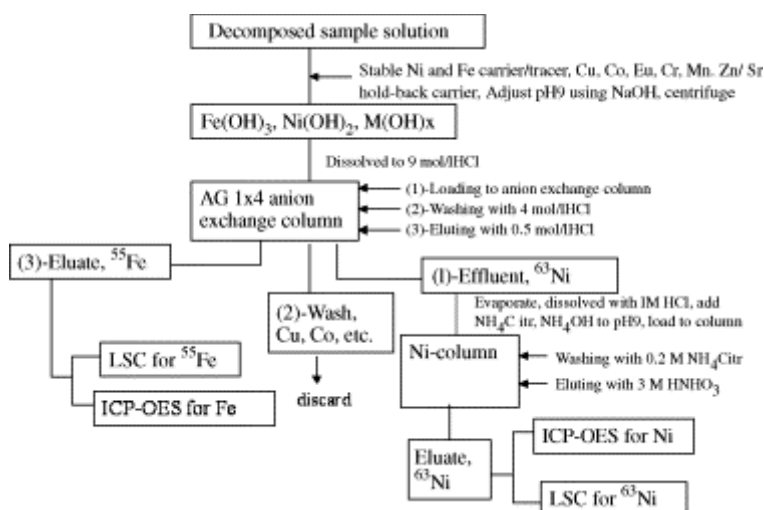 Decomposed sample solution
Stable Ni and Fe carrier/tracer, Cu, Co, Eu, Cr, Mn. Zn/ Sr
hold-back carrier, Adjust pH9 using NaOH, centrifuge
Fe(OH)3, Ni(OH)2, M(OH)x
Dissolved to 9 mol/lHCl
AG 1x4 anion
exchange column
(1)-Loading to anion exchange column
(2)-Washing with 4 mol/lHCl
(3)-Eluting with 0.5 mol/lHCl
(3)-Eluate, 55Fe
(l)-Effluent, 63Ni
(2)-Wash,
Cu, Co, etc.
discard
Evaporate, dissolved with IM HCl, add
NH4C itr, NH4OH to pH9, load to column
Ni-column
Washing with 0.2 M NH4Citr
Eluting with 3 M HNHO3
LSC for 55Fe
ICP-OES for Fe
Eluate,
63Ni
ICP-OES for Ni
LSC for 63Ni